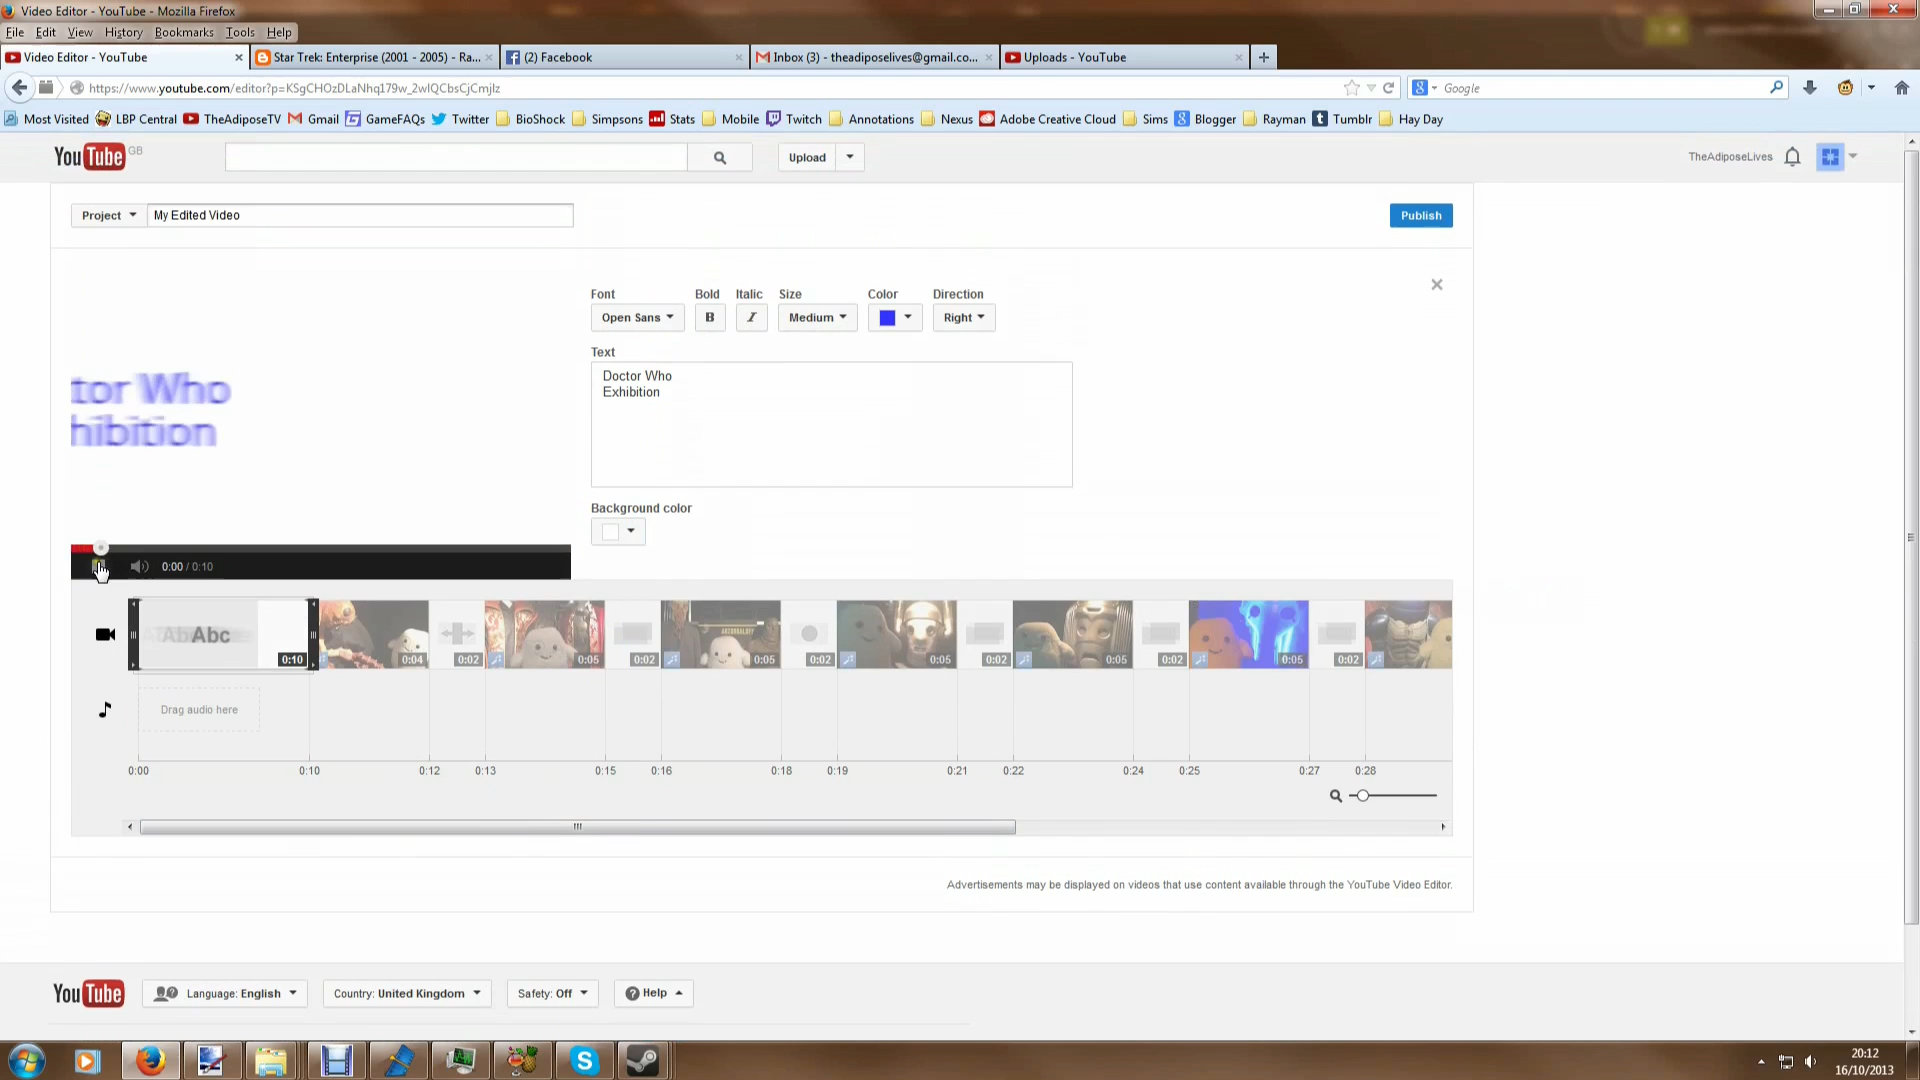 Video Editor - YouTube - Mozilla Firefox
File Edit View History Bookmarks Tools Help
Video Editor - YouTube
Star Trek: Enterprise (2001 - 2005) - Ra...
(2) Facebook
Inbox (3) - theadiposelives@gmail.co...
Uploads - YouTube
https://www.youtube.com/editor?p=KSgCHOzDLaNhq179w_2wIQCbsCjCmjIz
Google
Most Visited LBP Central TheAdiposeTV Gmail GameFAQs Twitter BioShock Simpsons Stats Mobile Twitch Annotations Nexus Adobe Creative Cloud Sims Blogger Rayman Tumblr Hay Day
YouTube GB
Upload
TheAdiposeLives
Project
My Edited Video
Publish
Font Bold Italic Size Color Direction
Open Sans B I Medium Right
Text
Doctor Who
Exhibition
tor Who
hibition
Background color
0:00 / 0:10
Abc
0:10 0:04 0:02 0:05 0:02 0:05 0:02 0:05 0:02 0:05 0:02 0:05 0:02
Drag audio here
0:00 0:10 0:12 0:13 0:15 0:16 0:18 0:19 0:21 0:22 0:24 0:25 0:27 0:28
Advertisements may be displayed on videos that use content available through the YouTube Video Editor.
YouTube
Language: English
Country: United Kingdom
Safety: Off
Help
20:12
16/10/2013